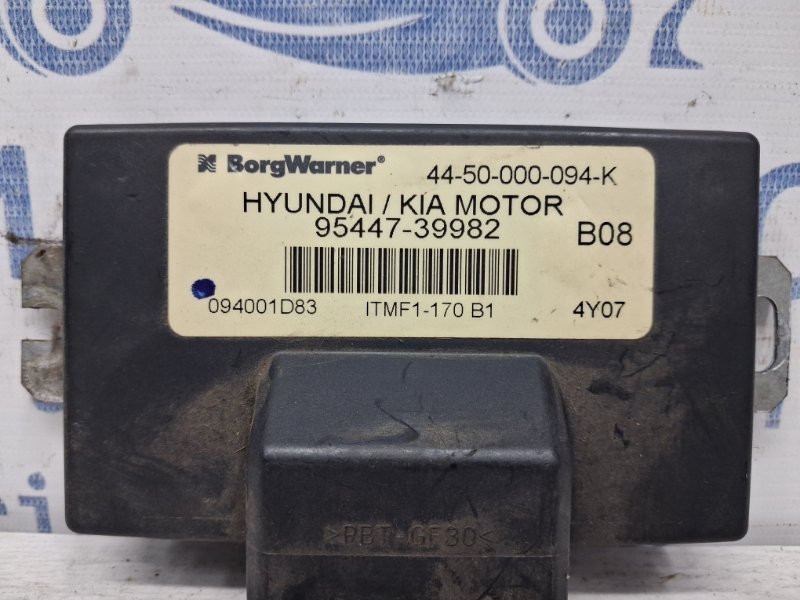 BorgWarner®
44-50-000-094-K
HYUNDAI / KIA MOTOR
95447-39982
B08
094001D83
ITMF1-170 B1
4Y07
>PBT-GF30<